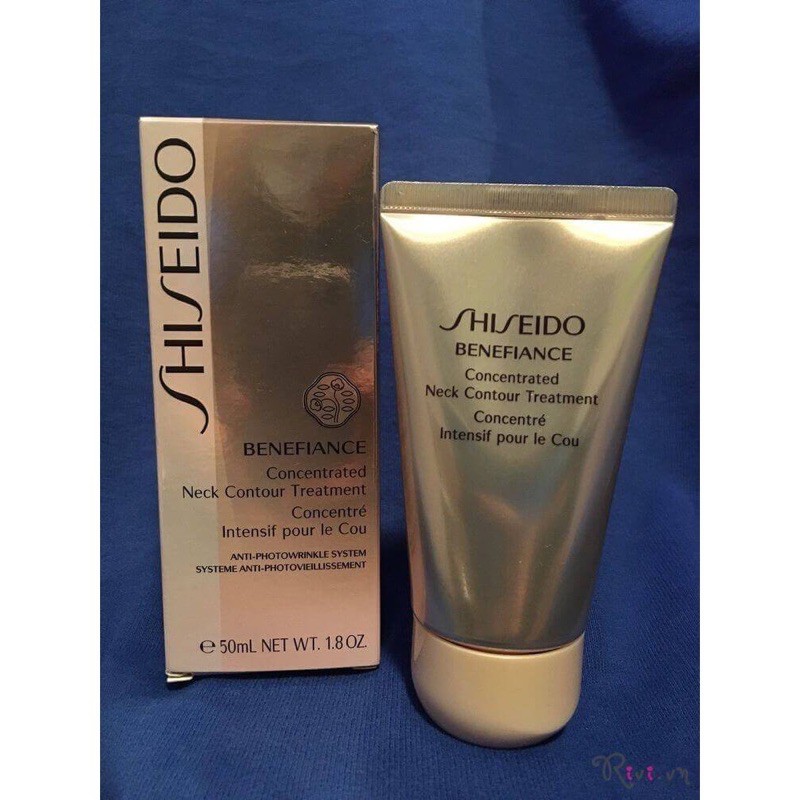 SHISEIDO
BENEFIANCE
Concentrated
Neck Contour Treatment
Concentré
Intensif pour le Cou
ANTI-PHOTOWRINKLE SYSTEM
SYSTEME ANTI-PHOTOVIEILLISSEMENT
℮ 50mL NET WT. 1.8 OZ.
SHISEIDO
BENEFIANCE
Concentrated
Neck Contour Treatment
Concentré
Intensif pour le Cou
Rivi.vn